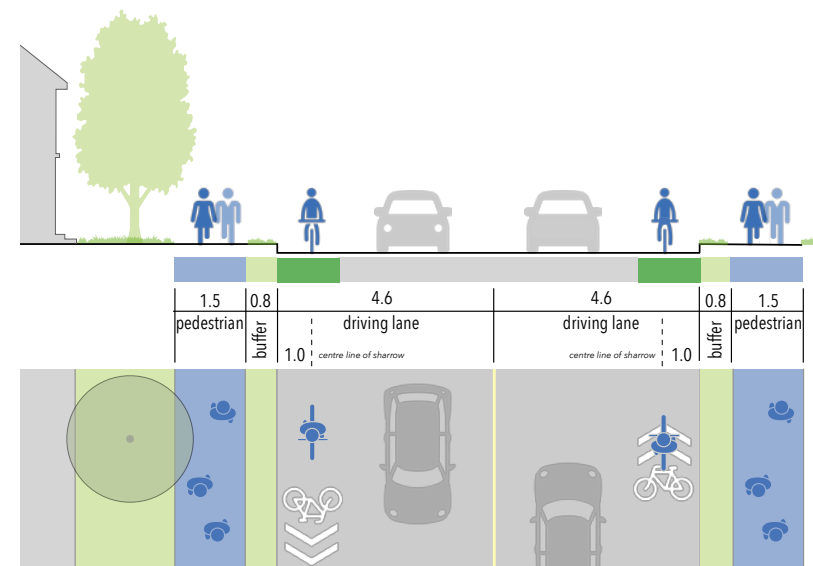 1.5 0.8 4.6 4.6 0.8 1.5
pedestrian buffer driving lane driving lane buffer pedestrian
1.0 centre line of sharrow centre line of sharrow 1.0